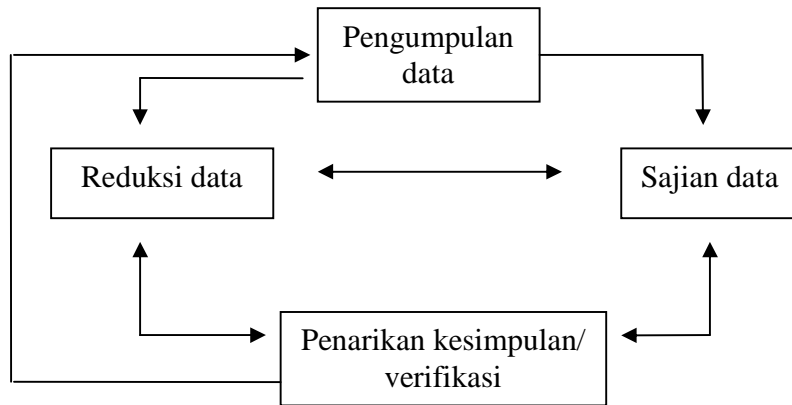 Pengumpulan
data
Reduksi data
Sajian data
Penarikan kesimpulan/
verifikasi